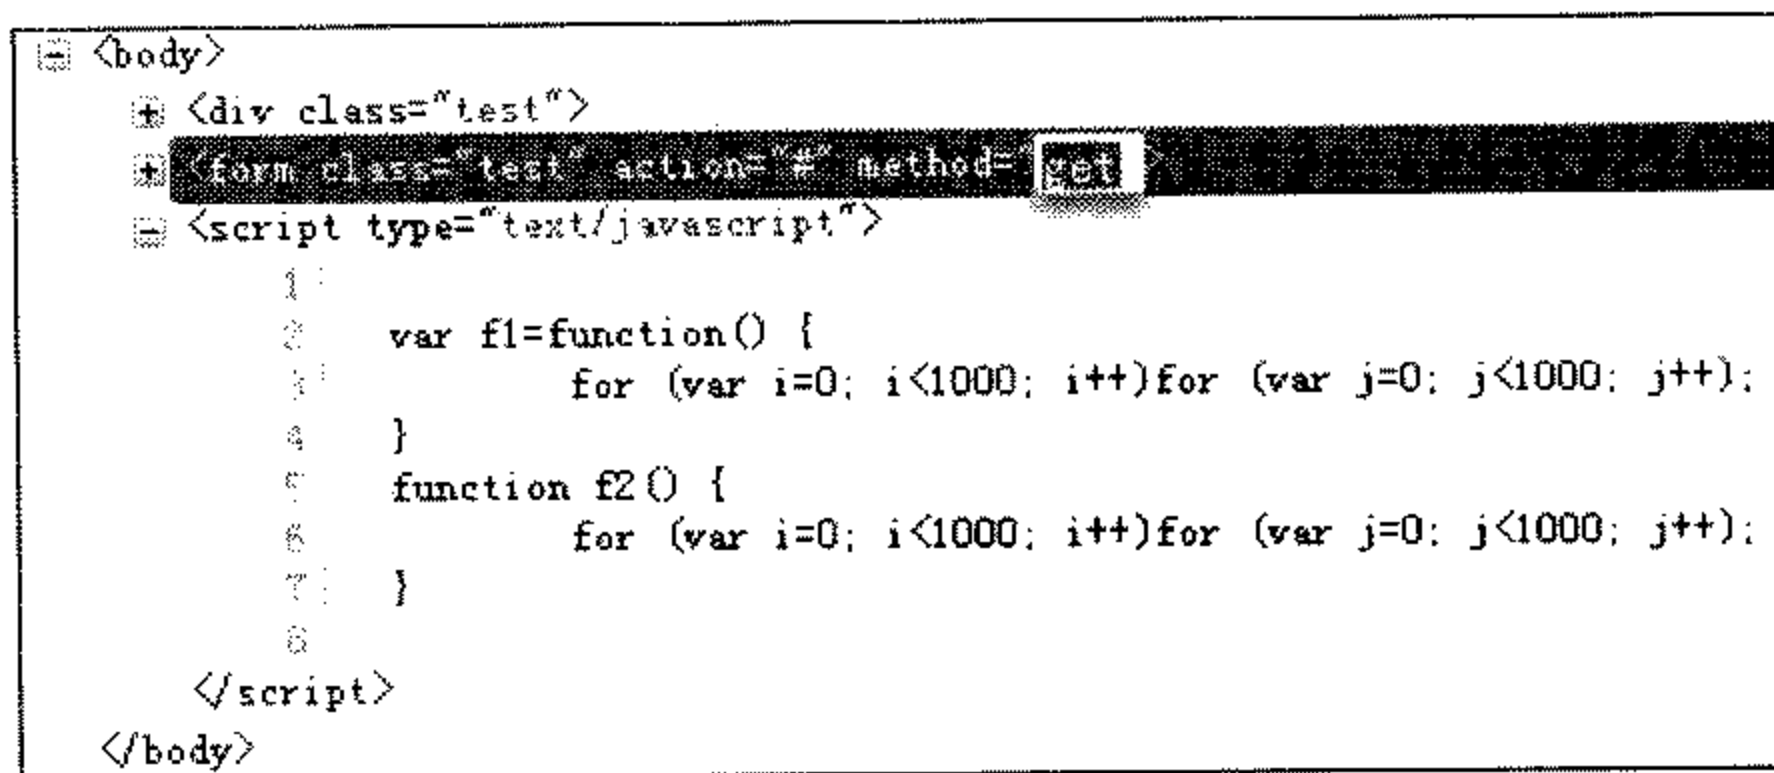 <body>
<div class="test">
<form class="test" action="#" method="get">
<script type="text/javascript">
1
2 var f1=function() {
3 for (var i=0; i<1000; i++)for (var j=0; j<1000; j++);
4 }
5 function f2() {
6 for (var i=0; i<1000; i++)for (var j=0; j<1000; j++);
7 }
8
</script>
</body>